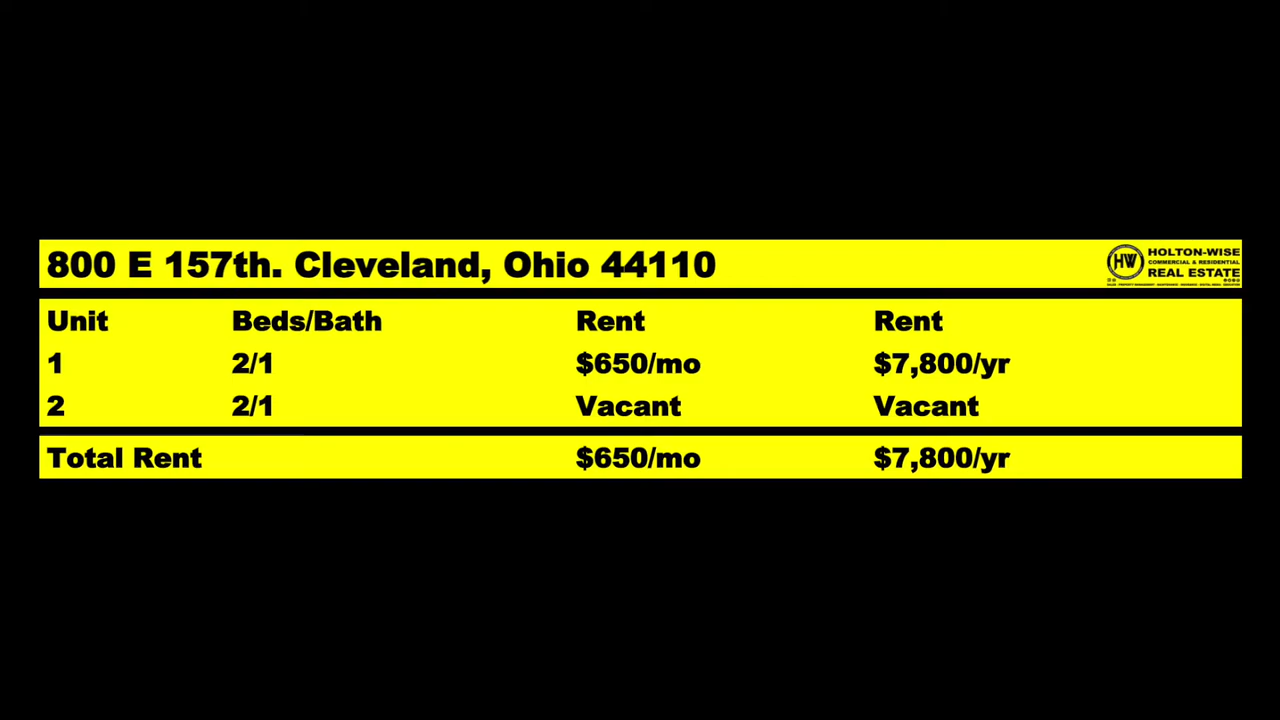 800 E 157th. Cleveland, Ohio 44110
HW
HOLTON-WISE
COMMERCIAL & RESIDENTIAL
REAL ESTATE
Unit Beds/Bath Rent Rent
1 2/1 $650/mo $7,800/yr
2 2/1 Vacant Vacant
Total Rent $650/mo $7,800/yr